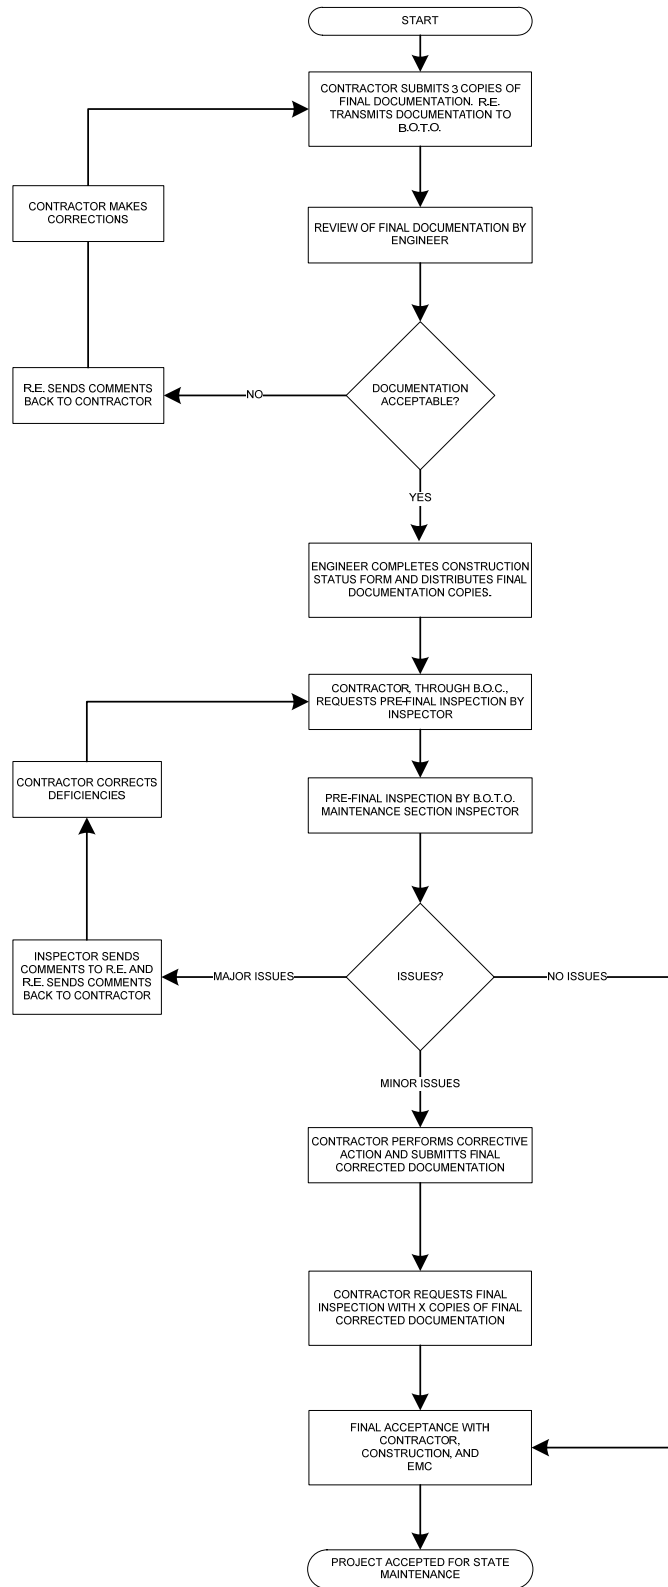 START
CONTRACTOR SUBMITS 3 COPIES OF
FINAL DOCUMENTATION. R.E.
TRANSMITS DOCUMENTATION TO
B.O.T.O.
CONTRACTOR MAKES
CORRECTIONS
REVIEW OF FINAL DOCUMENTATION BY
ENGINEER
R.E. SENDS COMMENTS
BACK TO CONTRACTOR
NO
DOCUMENTATION
ACCEPTABLE?
YES
ENGINEER COMPLETES CONSTRUCTION
STATUS FORM AND DISTRIBUTES FINAL
DOCUMENTATION COPIES.
CONTRACTOR, THROUGH B.O.C.,
REQUESTS PRE-FINAL INSPECTION BY
INSPECTOR
CONTRACTOR CORRECTS
DEFICIENCIES
PRE-FINAL INSPECTION BY B.O.T.O.
MAINTENANCE SECTION INSPECTOR
INSPECTOR SENDS
COMMENTS TO R.E. AND
R.E. SENDS COMMENTS
BACK TO CONTRACTOR
MAJOR ISSUES
ISSUES?
NO ISSUES
MINOR ISSUES
CONTRACTOR PERFORMS CORRECTIVE
ACTION AND SUBMITTS FINAL
CORRECTED DOCUMENTATION
CONTRACTOR REQUESTS FINAL
INSPECTION WITH X COPIES OF FINAL
CORRECTED DOCUMENTATION
FINAL ACCEPTANCE WITH
CONTRACTOR,
CONSTRUCTION, AND
EMC
PROJECT ACCEPTED FOR STATE
MAINTENANCE